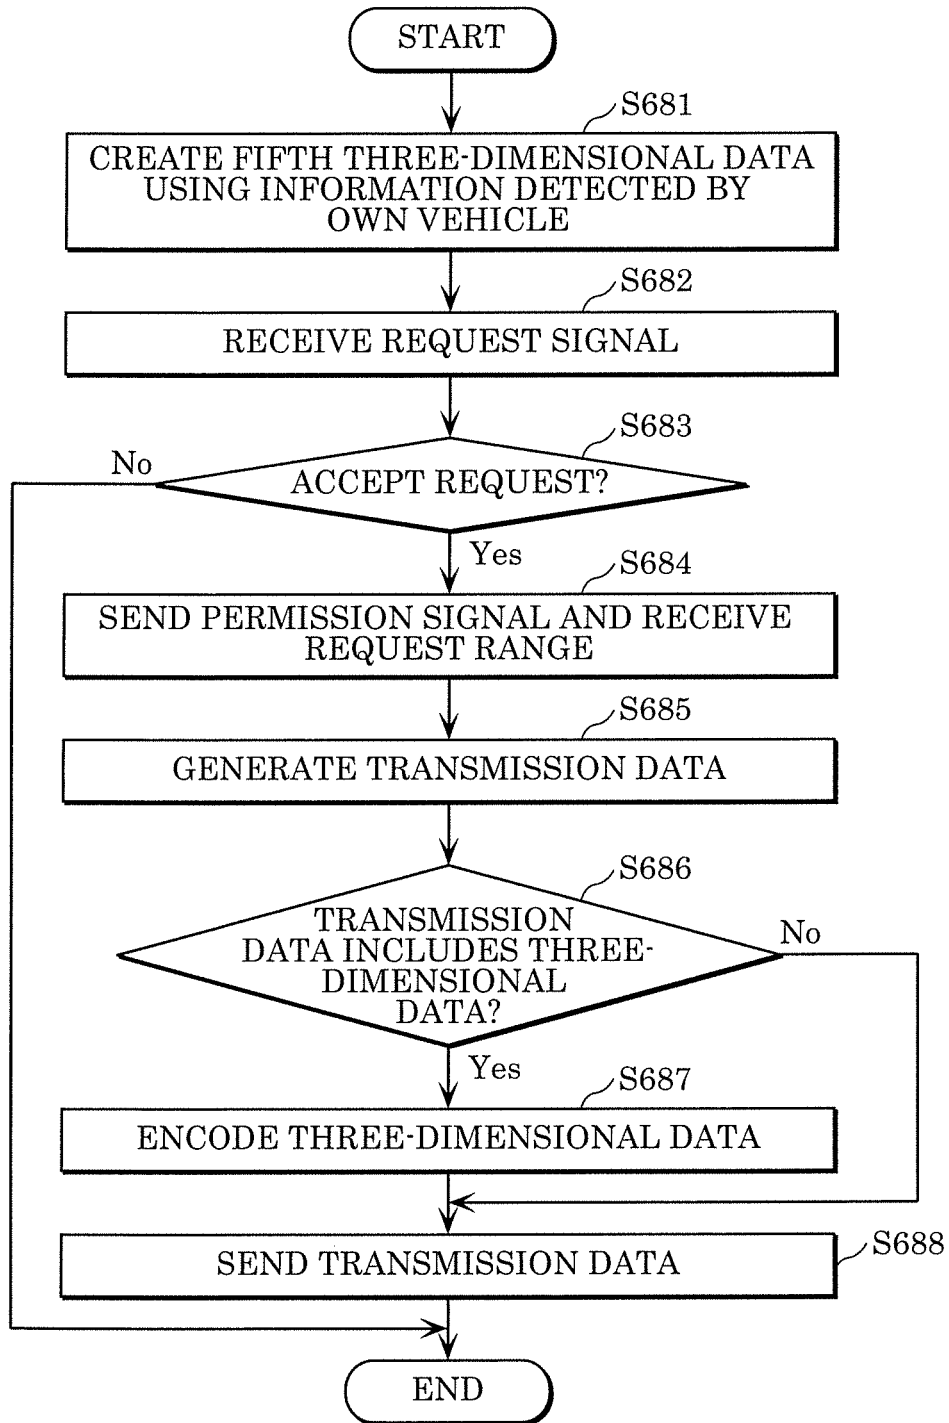 START
S681
CREATE FIFTH THREE-DIMENSIONAL DATA
USING INFORMATION DETECTED BY
OWN VEHICLE
S682
RECEIVE REQUEST SIGNAL
S683
No
ACCEPT REQUEST?
Yes
S684
SEND PERMISSION SIGNAL AND RECEIVE
REQUEST RANGE
S685
GENERATE TRANSMISSION DATA
S686
TRANSMISSION
DATA INCLUDES THREE-
DIMENSIONAL
DATA?
No
Yes
S687
ENCODE THREE-DIMENSIONAL DATA
S688
SEND TRANSMISSION DATA
END